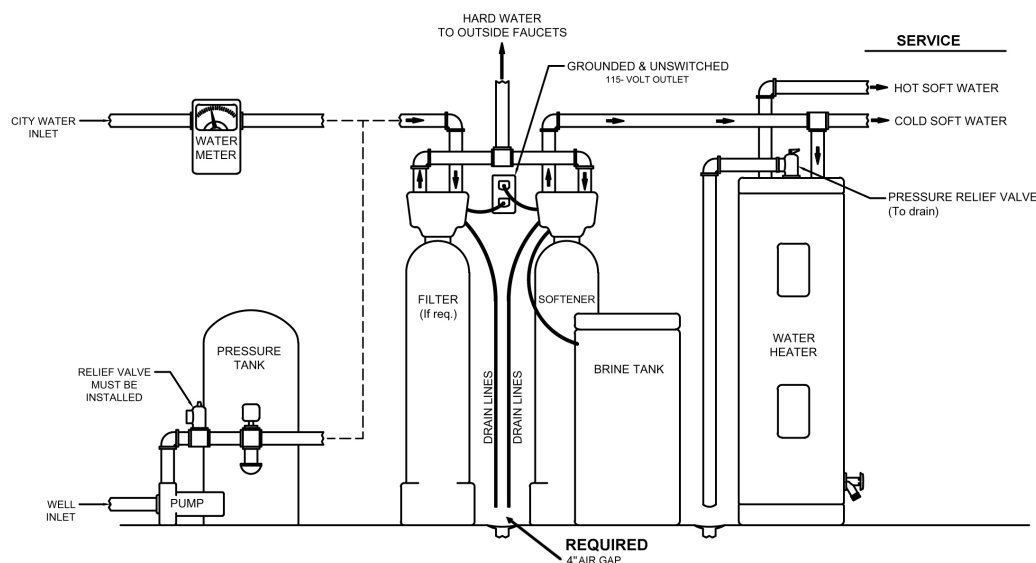 HARD WATER
TO OUTSIDE FAUCETS
SERVICE
GROUNDED & UNSWITCHED
115- VOLT OUTLET
HOT SOFT WATER
CITY WATER
INLET
WATER
METER
COLD SOFT WATER
PRESSURE RELIEF VALVE
(To drain)
FILTER
(If req.)
SOFTENER
PRESSURE
TANK
WATER
HEATER
RELIEF VALVE
MUST BE
INSTALLED
BRINE TANK
DRAIN LINES
DRAIN LINES
WELL
INLET
PUMP
REQUIRED
4" AIR GAP